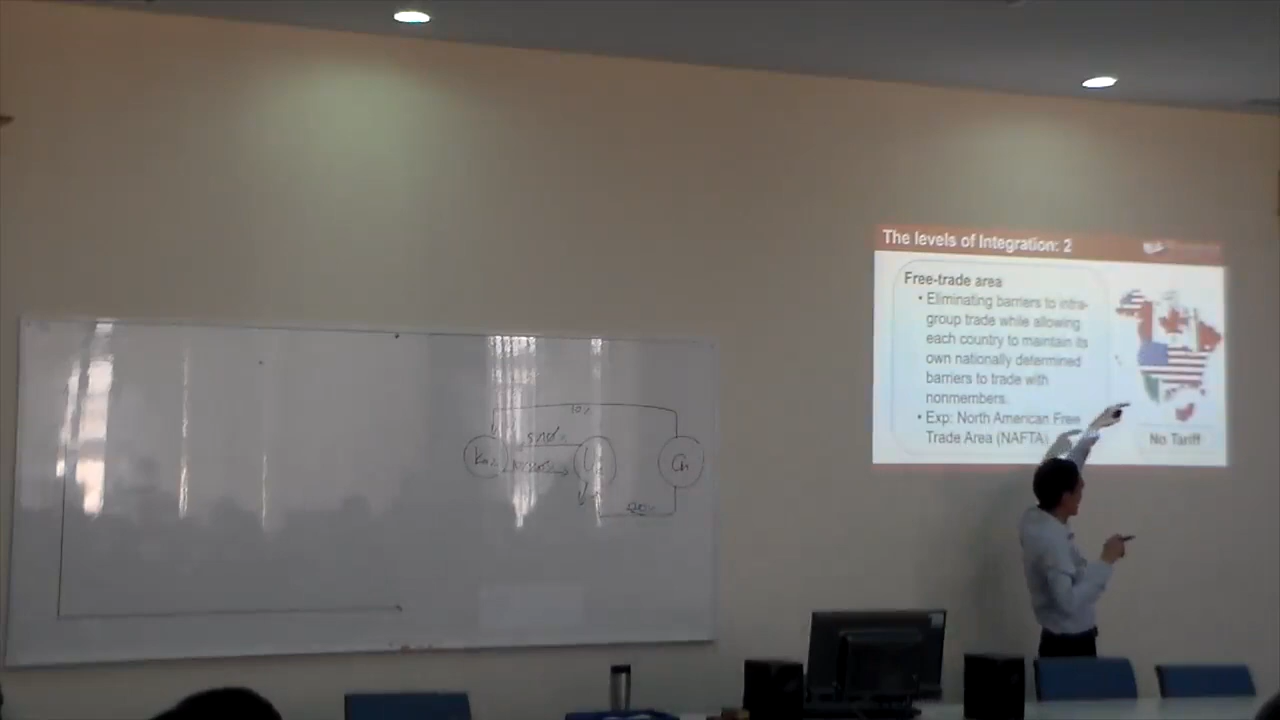 The levels of Integration: 2
Free-trade area
• Eliminating barriers to intra-
group trade while allowing
each country to maintain its
own nationally determined
barriers to trade with
nonmembers.
• Exp: North American Free
Trade Area (NAFTA)
No Tariff